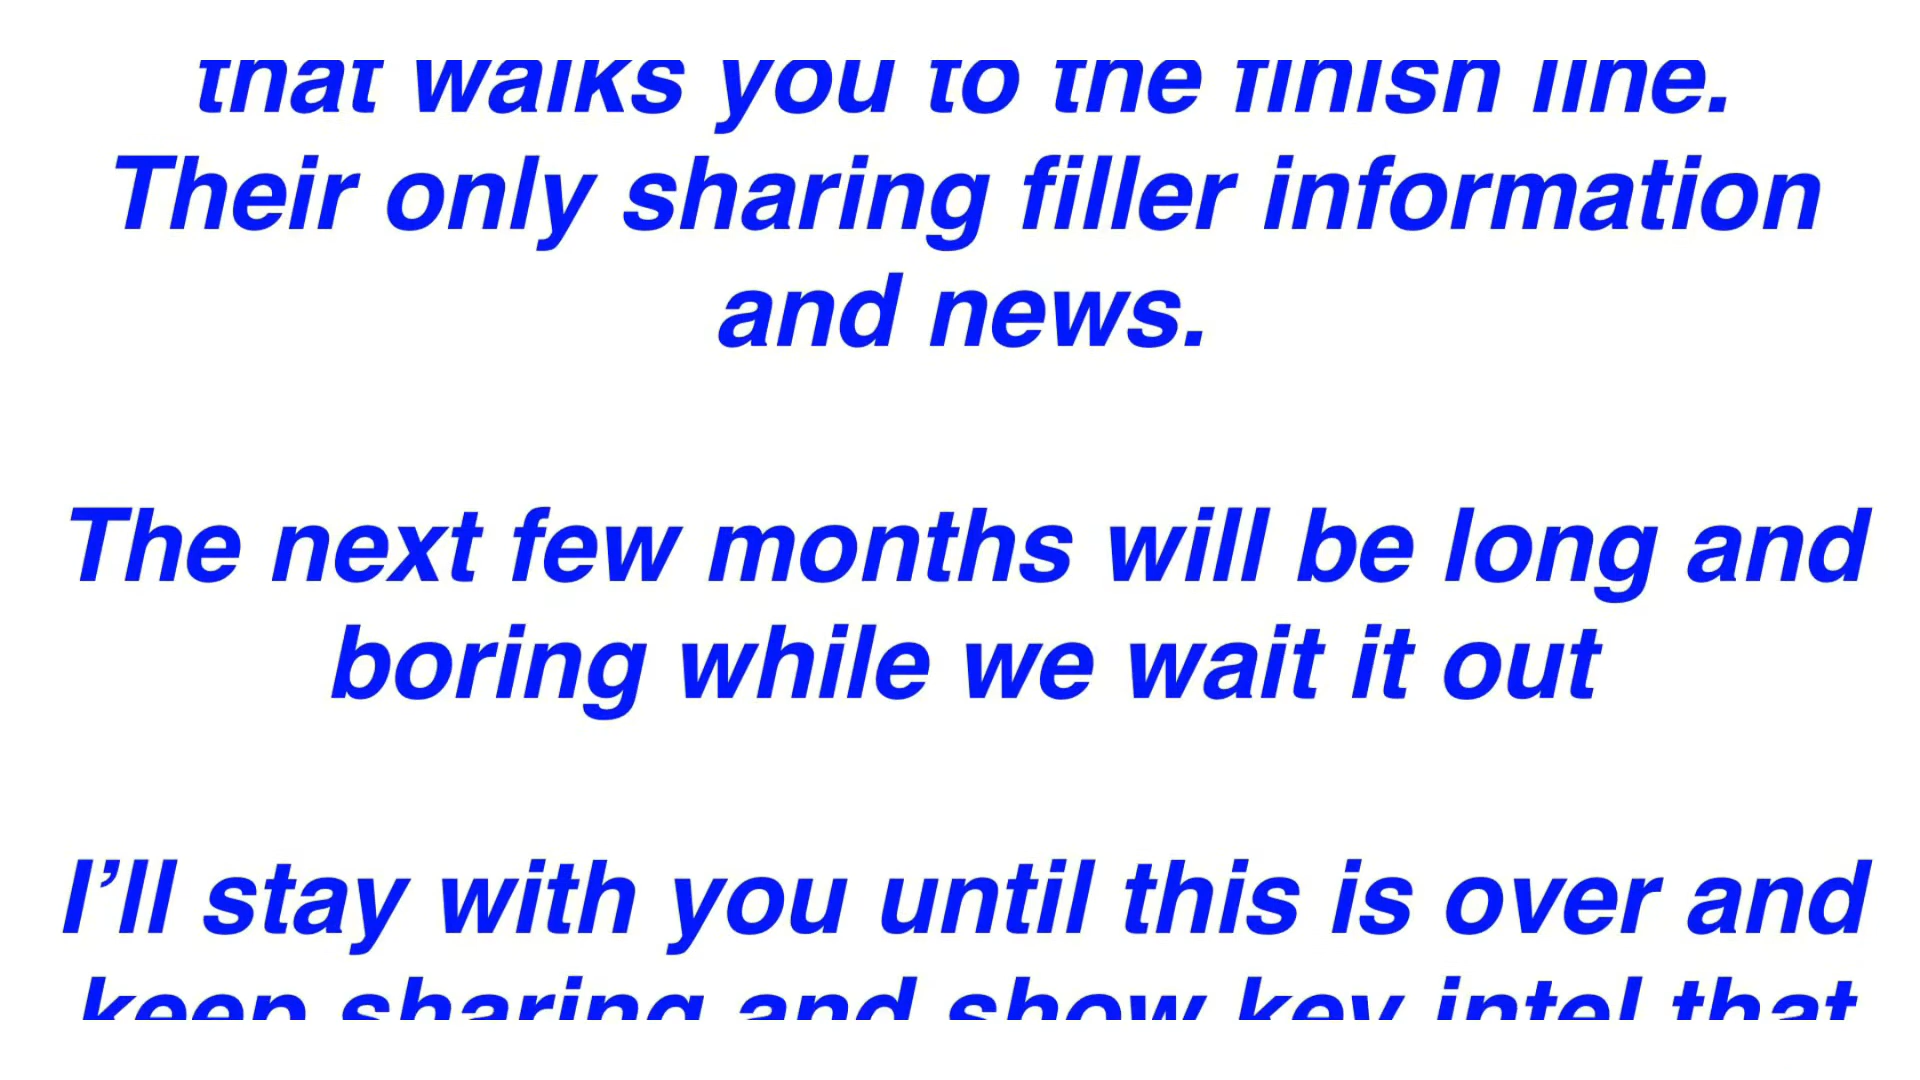 that walks you to the finish line.
Their only sharing filler information
and news.
The next few months will be long and
boring while we wait it out
I’ll stay with you until this is over and
keep sharing and show key intel that